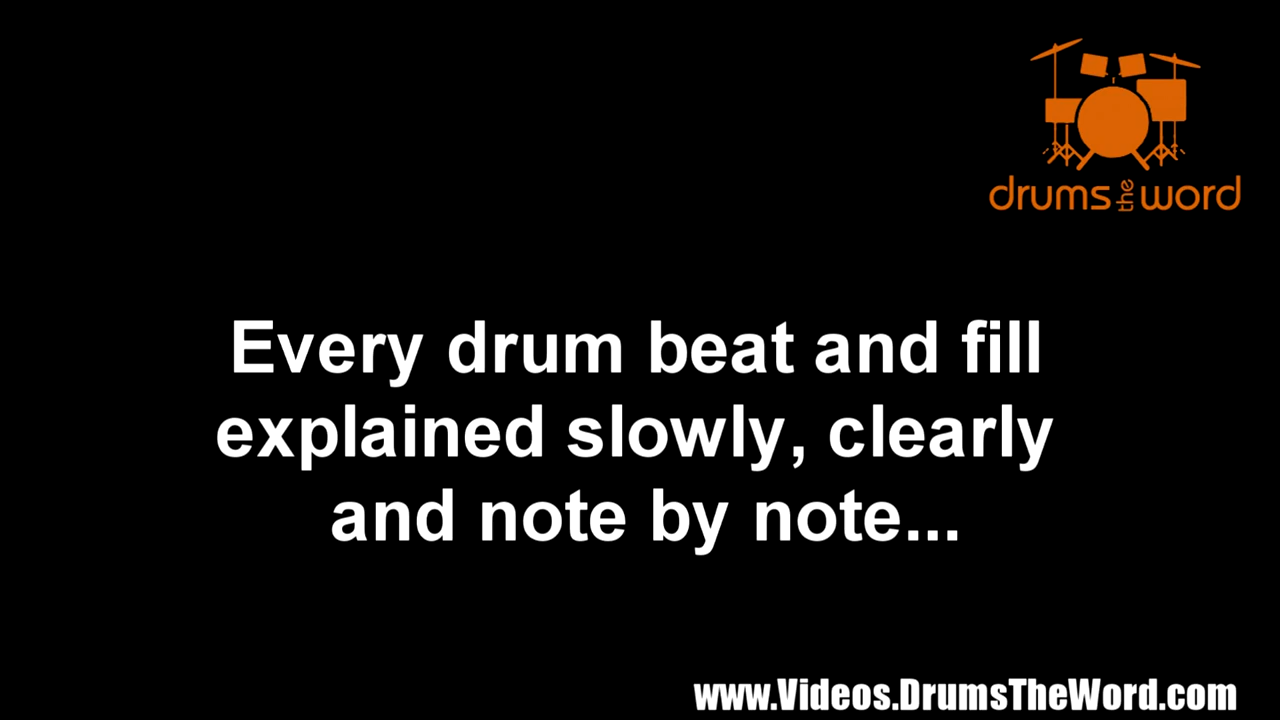 drums the word
Every drum beat and fill
explained slowly, clearly
and note by note...
www.Videos.DrumsTheWord.com